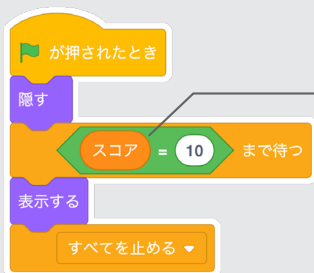 が押されたとき
隠す
スコア = 10 まで待つ
表示する
すべてを止める